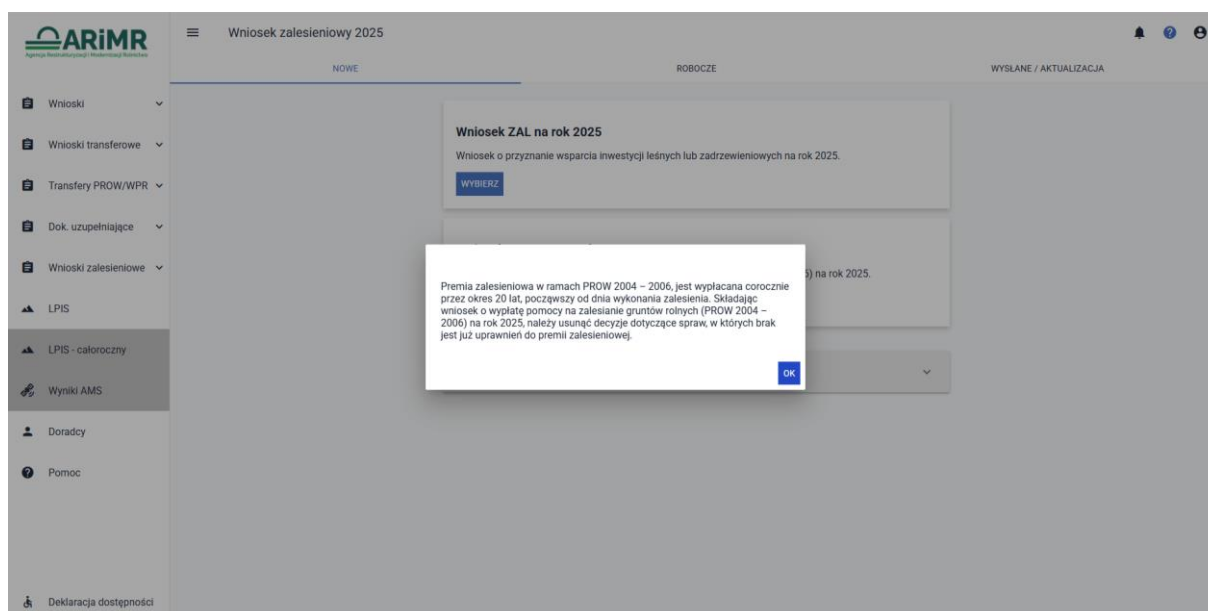 ARiMR
Agencja Restrukturyzacji i Modernizacji Rolnictwa
Wniosek zalesieniowy 2025
NOWE
ROBOCZE
WYSŁANE / AKTUALIZACJA
Wnioski
Wnioski transferowe
Transfery PROW/WPR
Dok. uzupełniające
Wnioski zalesieniowe
LPIS
LPIS - całoroczny
Wyniki AMS
Doradcy
Pomoc
Deklaracja dostępności
Wniosek ZAL na rok 2025
Wniosek o przyznanie wsparcia inwestycji leśnych lub zadrzewieniowych na rok 2025.
WYBIERZ
) na rok 2025.
Premia zalesieniowa w ramach PROW 2004 – 2006, jest wypłacana corocznie
przez okres 20 lat, począwszy od dnia wykonania zalesienia. Składając
wniosek o wypłatę pomocy na zalesianie gruntów rolnych (PROW 2004 –
2006) na rok 2025, należy usunąć decyzje dotyczące spraw, w których brak
jest już uprawnień do premii zalesieniowej.
OK